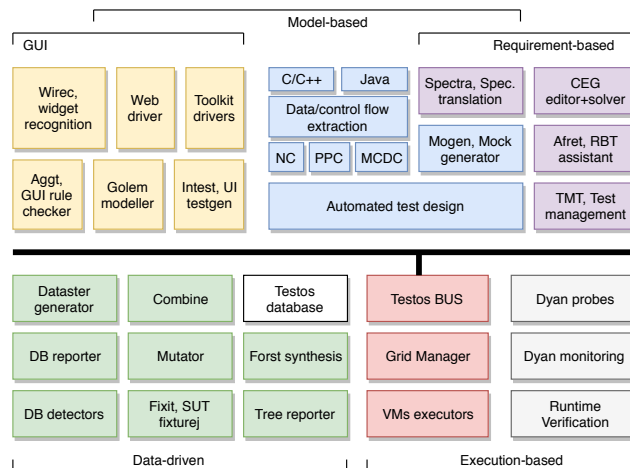 Model-based
GUI
Requirement-based
Wirec,
widget
recognition
Web
driver
Toolkit
drivers
C/C++
Java
Data/control flow
extraction
NC
PPC
MCDC
Spectra, Spec.
translation
CEG
editor+solver
Mogen, Mock
generator
Afret, RBT
assistant
Aggt,
GUI rule
checker
Golem
modeller
Intest, UI
testgen
Automated test design
TMT, Test
management
Dataster
generator
Combine
Testos
database
Testos BUS
Dyan probes
DB reporter
Mutator
Forst synthesis
Grid Manager
Dyan monitoring
DB detectors
Fixit, SUT
fixturej
Tree reporter
VMs executors
Runtime
Verification
Data-driven
Execution-based